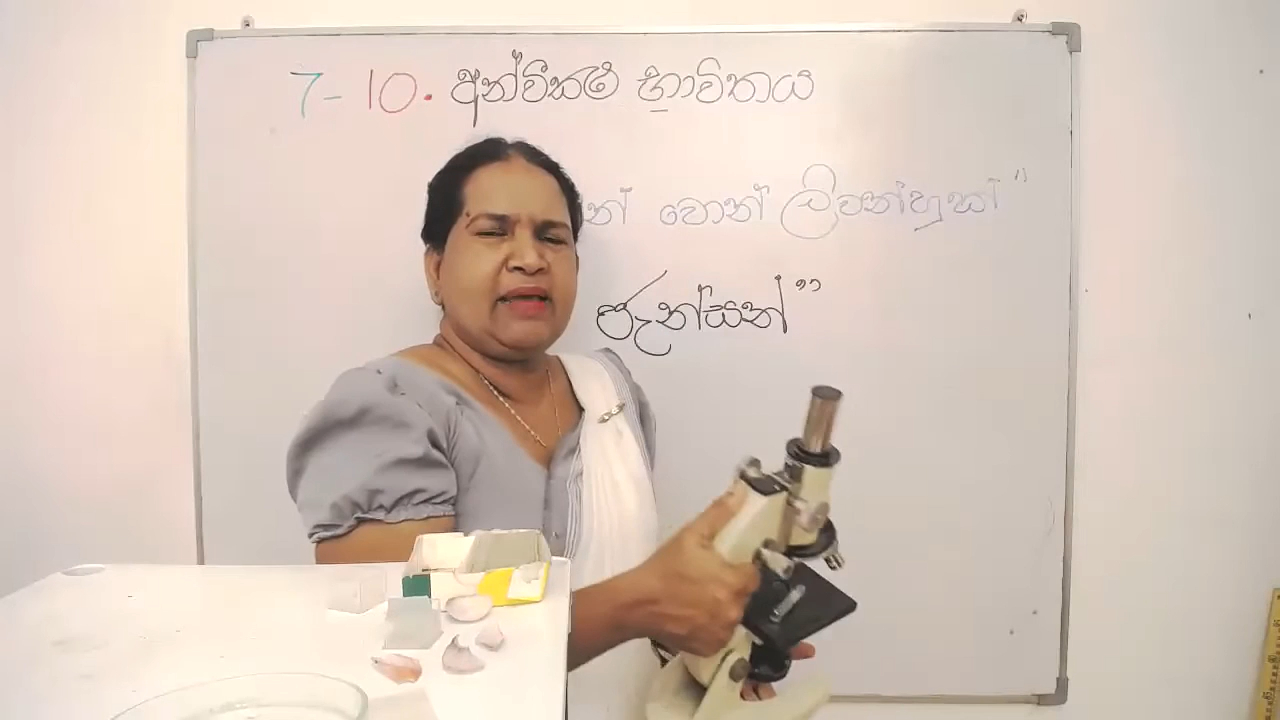 7-10. අන්වීක්ෂ භාවිතය
න් වොන් ලිවන්හුක්"
ජැන්සන්"